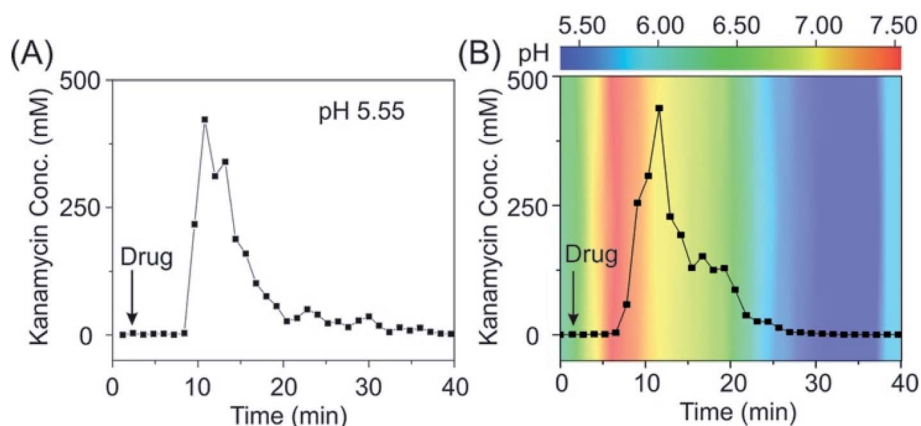 (A)
500
250
0
Kanamycin Conc. (mM)
pH 5.55
Drug
0 10 20 30 40
Time (min)
(B)
5.50 6.00 6.50 7.00 7.50
pH
500
250
0
Kanamycin Conc. (mM)
Drug
0 10 20 30 40
Time (min)